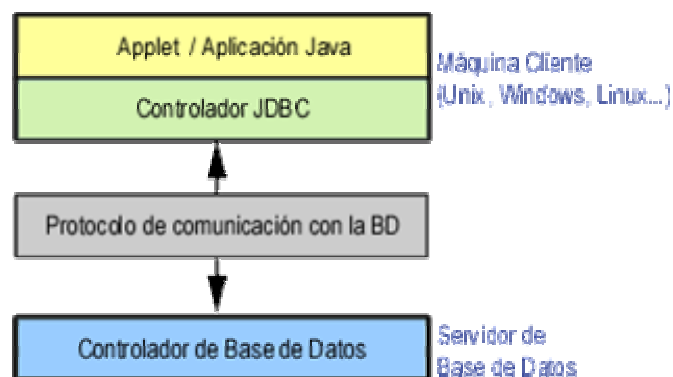 Applet / Aplicación Java
Máquina Cliente
(Unix, Windows, Linux...)
Controlador JDBC
Protocolo de comunicación con la BD
Controlador de Base de Datos
Servidor de
Base de Datos